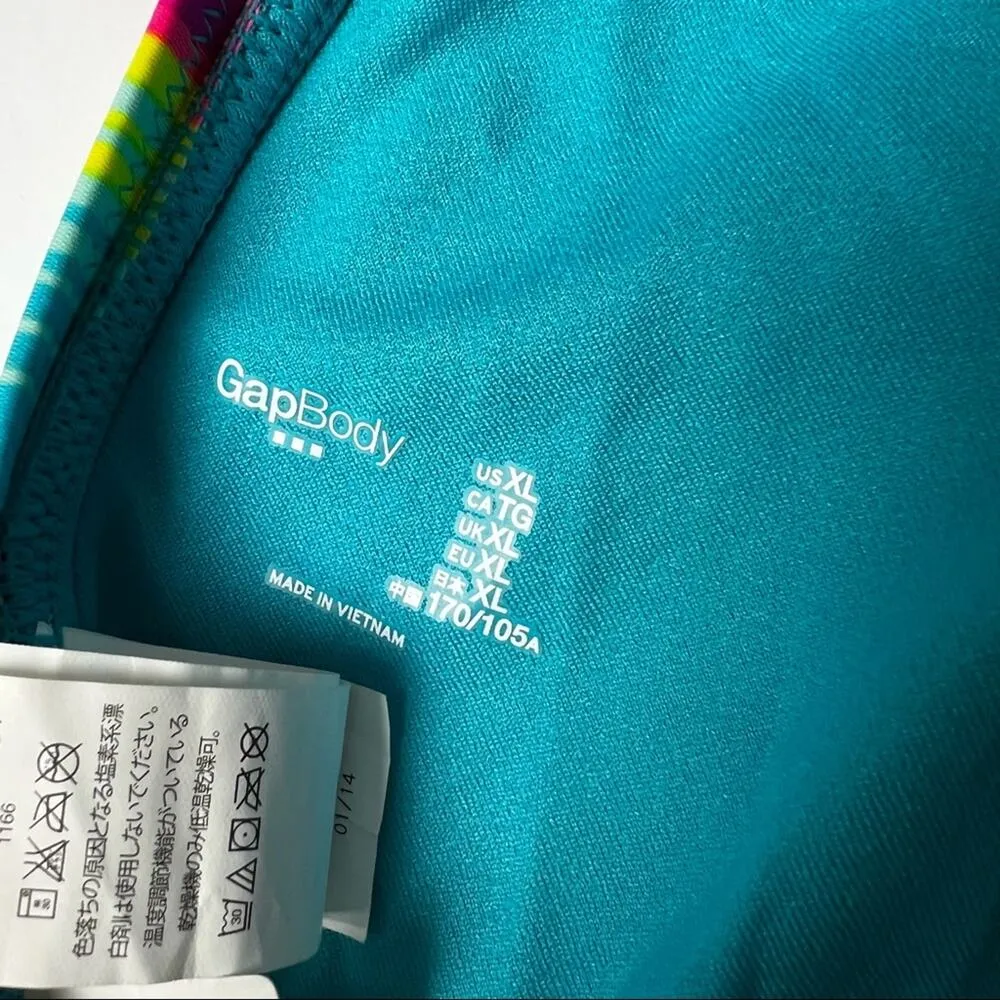 GapBody
US XL
CA TG
UK XL
EU XL
日本 XL
中国 170/105A
MADE IN VIETNAM
1166
色落ちの原因となる塩素系漂
白剤は使用しないでください。
温度調節機能がついている
乾燥機のみ低温乾燥可。
30
01/14